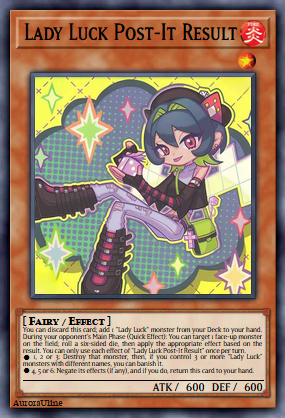 Lady Luck Post-It Result
FIRE
炎
[ Fairy / Effect ]
You can discard this card; add 1 "Lady Luck" monster from your Deck to your hand.
During your opponent's Main Phase (Quick Effect): You can target 1 face-up monster
on the field; roll a six-sided die, then apply the appropriate effect based on the
result. You can only use each effect of "Lady Luck Post-It Result" once per turn.
● 1, 2 or 3: Destroy that monster, then, if you control 3 or more "Lady Luck"
monsters with different names, you can banish it.
● 4, 5 or 6: Negate its effects (if any), and if you do, return this card to your hand.
ATK / 600 DEF / 600
AuroraUline